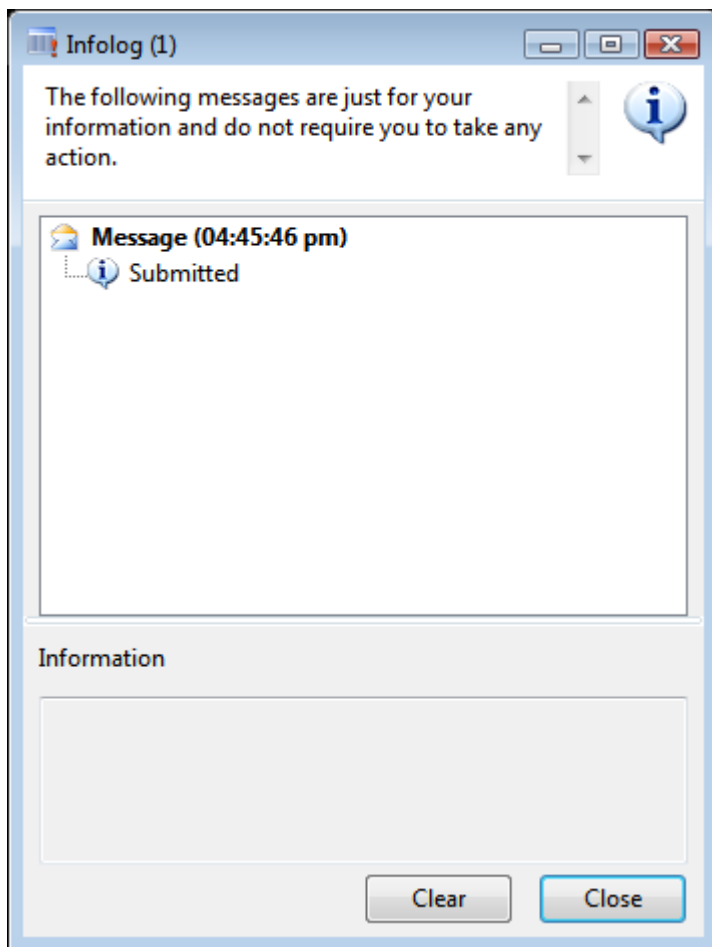 Infolog (1)
The following messages are just for your
information and do not require you to take any
action.
Message (04:45:46 pm)
Submitted
Information
Clear
Close